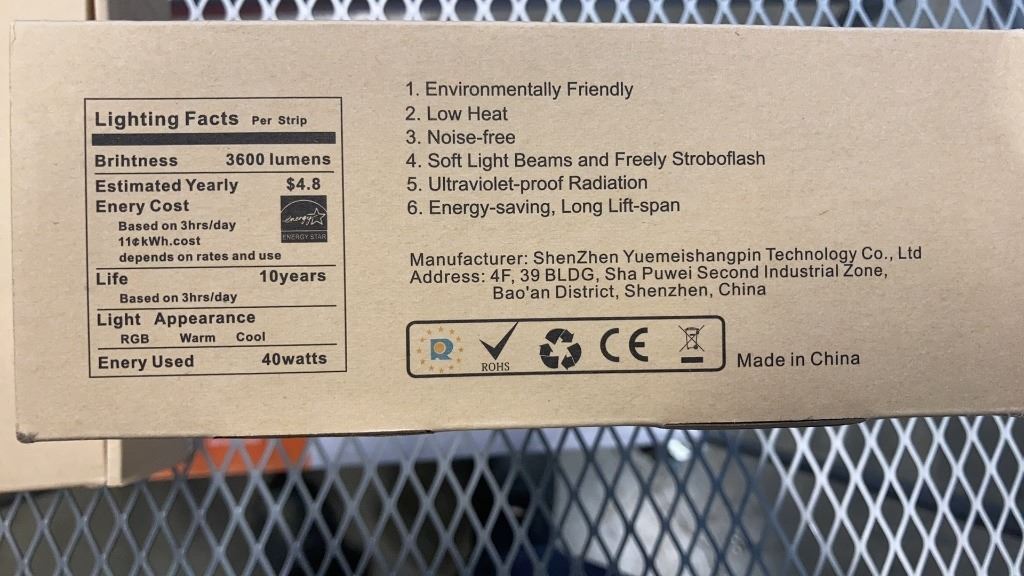 Lighting Facts Per Strip
Brihtness 3600 lumens
Estimated Yearly $4.8
Enery Cost
Based on 3hrs/day
11¢kWh.cost
depends on rates and use
energy
ENERGY STAR
Life 10years
Based on 3hrs/day
Light Appearance
RGB Warm Cool
Enery Used 40watts
1. Environmentally Friendly
2. Low Heat
3. Noise-free
4. Soft Light Beams and Freely Stroboflash
5. Ultraviolet-proof Radiation
6. Energy-saving, Long Lift-span
Manufacturer: ShenZhen Yuemeishangpin Technology Co., Ltd
Address: 4F, 39 BLDG, Sha Puwei Second Industrial Zone,
Bao'an District, Shenzhen, China
R ROHS CE
Made in China